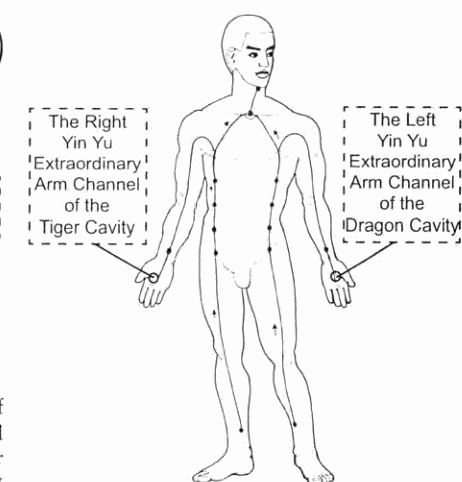 The Right
Yin Yu
Extraordinary
Arm Channel
of the
Tiger Cavity
The Left
Yin Yu
Extraordinary
Arm Channel
of the
Dragon Cavity